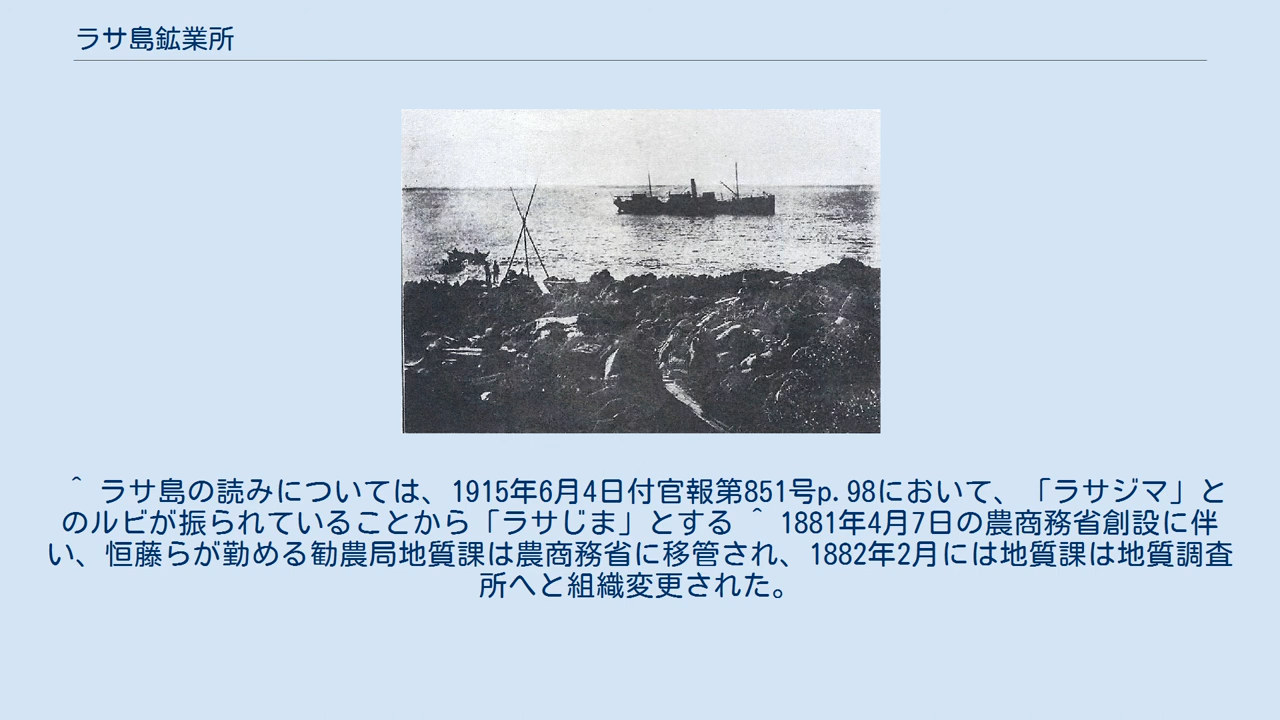 ラサ島鉱業所
^ ラサ島の読みについては、1915年6月4日付官報第851号p.98において、「ラサジマ」と
のルビが振られていることから「ラサじま」とする ^ 1881年4月7日の農商務省創設に伴
い、恒藤らが勤める勧農局地質課は農商務省に移管され、1882年2月には地質課は地質調査
所へと組織変更された。